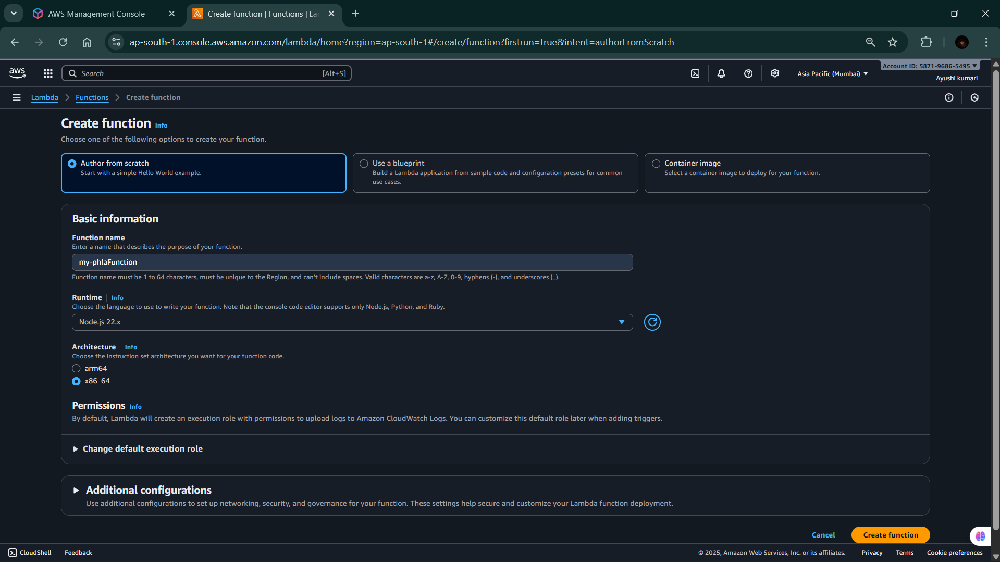 AWS Management Console
Create function | Functions | La
ap-south-1.console.aws.amazon.com/lambda/home?region=ap-south-1#/create/function?firstrun=true&intent=authorFromScratch
aws
Search [Alt+S]
Asia Pacific (Mumbai)
Account ID: 5871-9686-5495
Ayushi kumari
Lambda > Functions > Create function
Create function Info
Choose one of the following options to create your function.
Author from scratch
Start with a simple Hello World example.
Use a blueprint
Build a Lambda application from sample code and configuration presets for common
use cases.
Container image
Select a container image to deploy for your function.
Basic information
Function name
Enter a name that describes the purpose of your function.
my-phlaFunction
Function name must be 1 to 64 characters, must be unique to the Region, and can't include spaces. Valid characters are a-z, A-Z, 0-9, hyphens (-), and underscores (_).
Runtime Info
Choose the language to use to write your function. Note that the console code editor supports only Node.js, Python, and Ruby.
Node.js 22.x
Architecture Info
Choose the instruction set architecture you want for your function code.
arm64
x86_64
Permissions Info
By default, Lambda will create an execution role with permissions to upload logs to Amazon CloudWatch Logs. You can customize this default role later when adding triggers.
Change default execution role
Additional configurations
Use additional configurations to set up networking, security, and governance for your function. These settings help secure and customize your Lambda function deployment.
Cancel Create function
CloudShell Feedback © 2025, Amazon Web Services, Inc. or its affiliates. Privacy Terms Cookie preferences